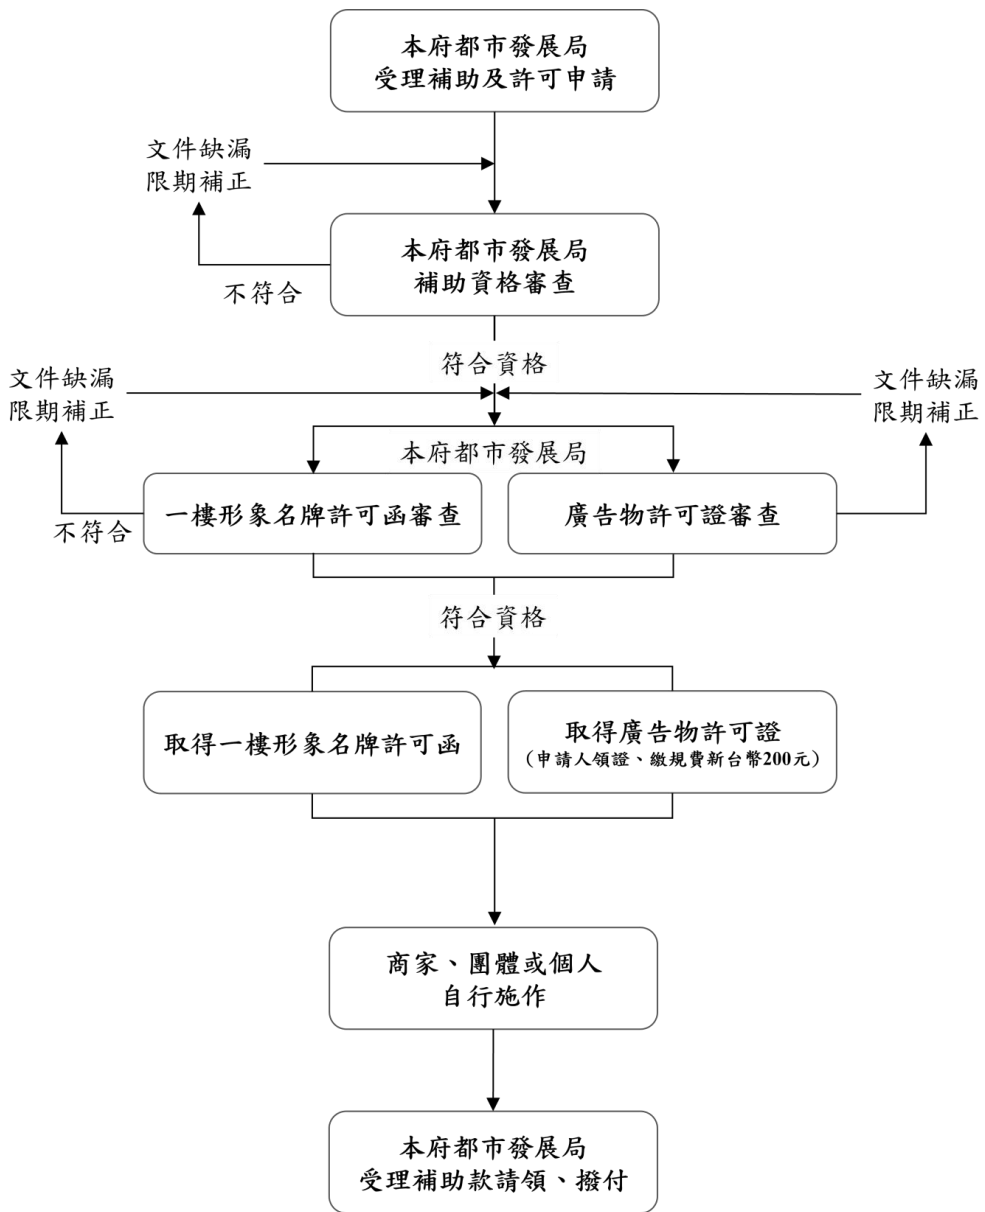 本府都市發展局
受理補助及許可申請
文件缺漏
限期補正
本府都市發展局
補助資格審查
不符合
符合資格
文件缺漏
限期補正
文件缺漏
限期補正
本府都市發展局
一樓形象名牌許可函審查
廣告物許可證審查
不符合
符合資格
取得一樓形象名牌許可函
取得廣告物許可證
（申請人領證、繳規費新台幣200元）
商家、團體或個人
自行施作
本府都市發展局
受理補助款請領、撥付